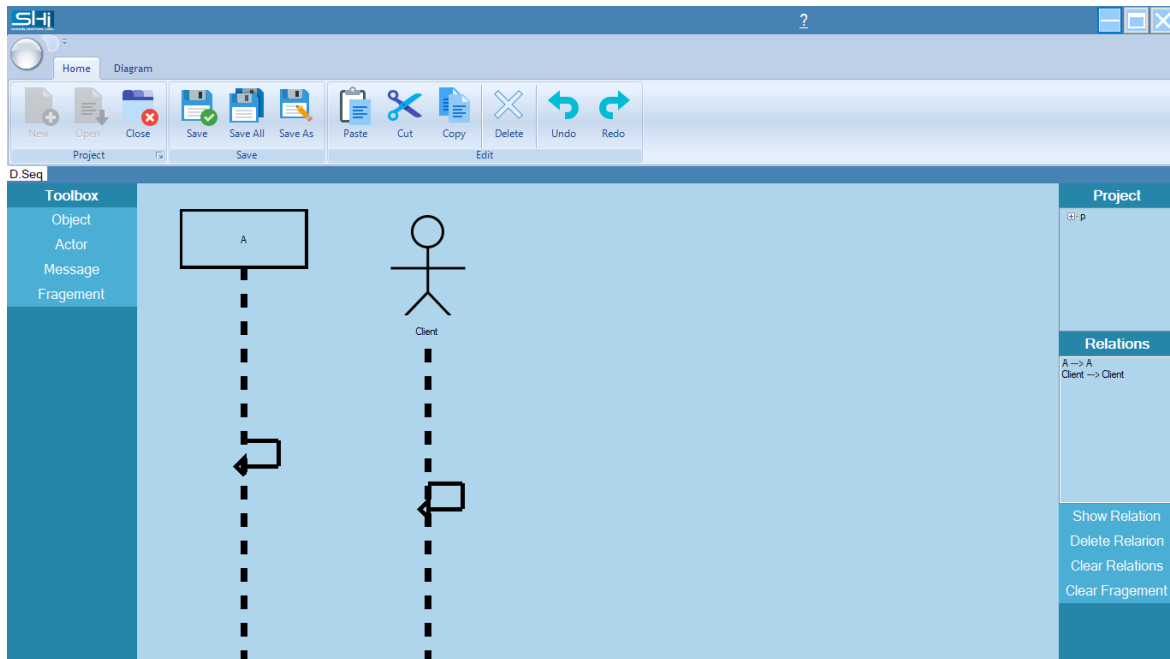 SHi
?
Home Diagram
New Open Close Save Save All Save As Paste Cut Copy Delete Undo Redo
Project Save Edit
D.Seq
Toolbox
Object
Actor
Message
Fragement
A
Client
Project
p
Relations
A ---> A
Client ---> Client
Show Relation
Delete Relarion
Clear Relations
Clear Fragement